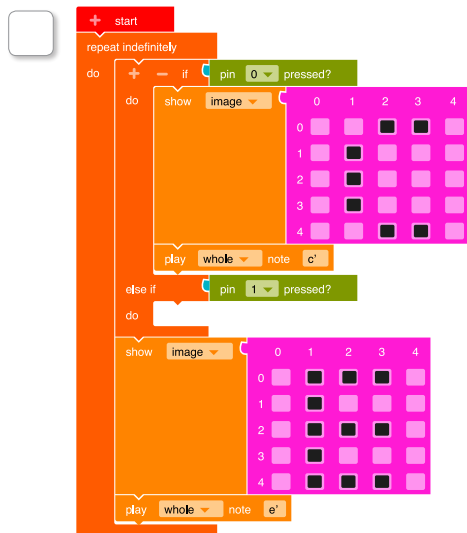 + start
repeat indefinitely
do + − if pin 0 pressed?
do show image 0 1 2 3 4
0
1
2
3
4
play whole note c’
else if pin 1 pressed?
do
show image 0 1 2 3 4
0
1
2
3
4
play whole note e’